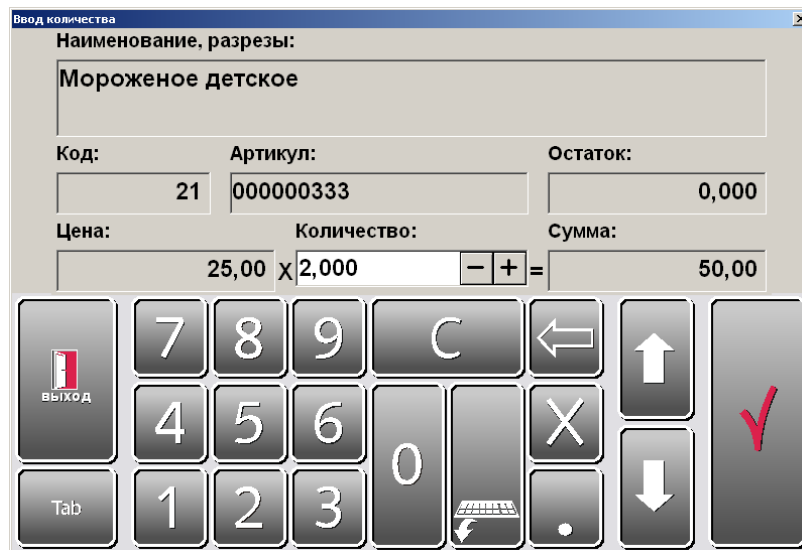 Ввод количества
Наименование, разрезы:
Мороженое детское
Код: Артикул: Остаток:
21 000000333 0,000
Цена: Количество: Сумма:
25,00 X 2,000 − + = 50,00
7 8 9 C
выход
4 5 6 0 X
Tab 1 2 3 .